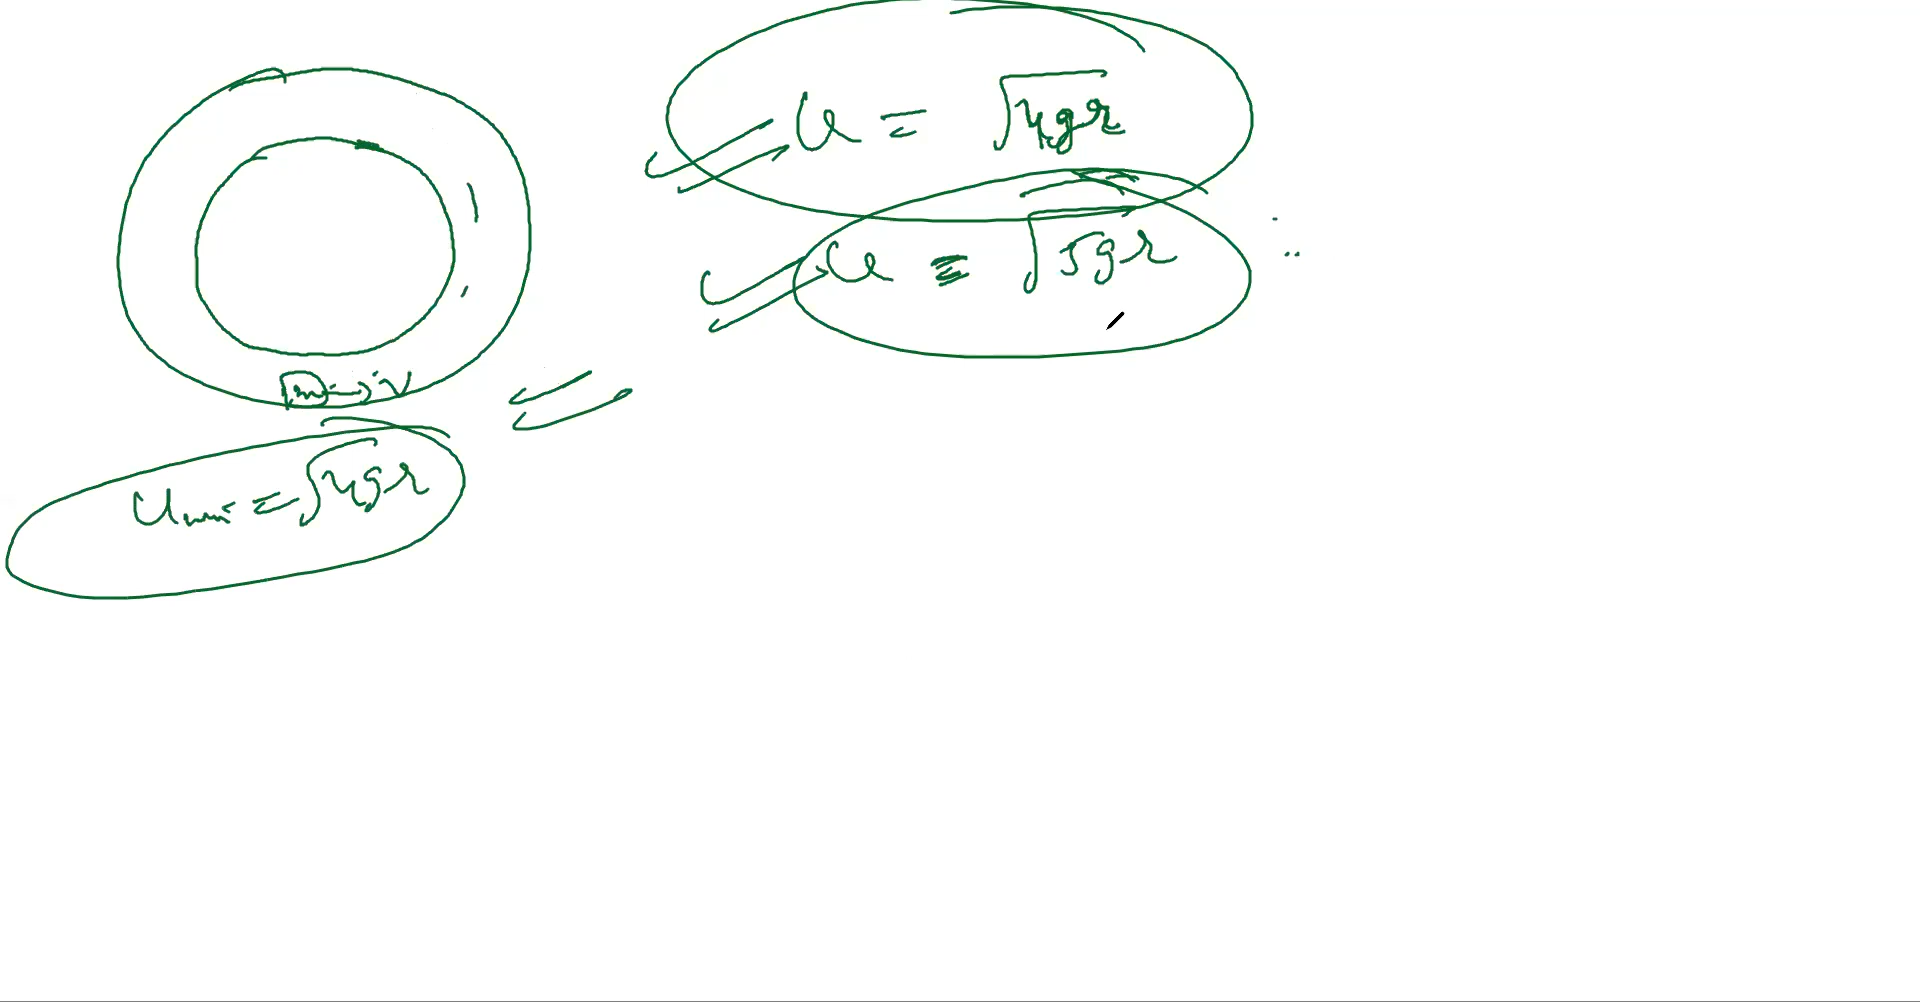 u = √4gr
u = √5gr
m → v
u_min = √4gr